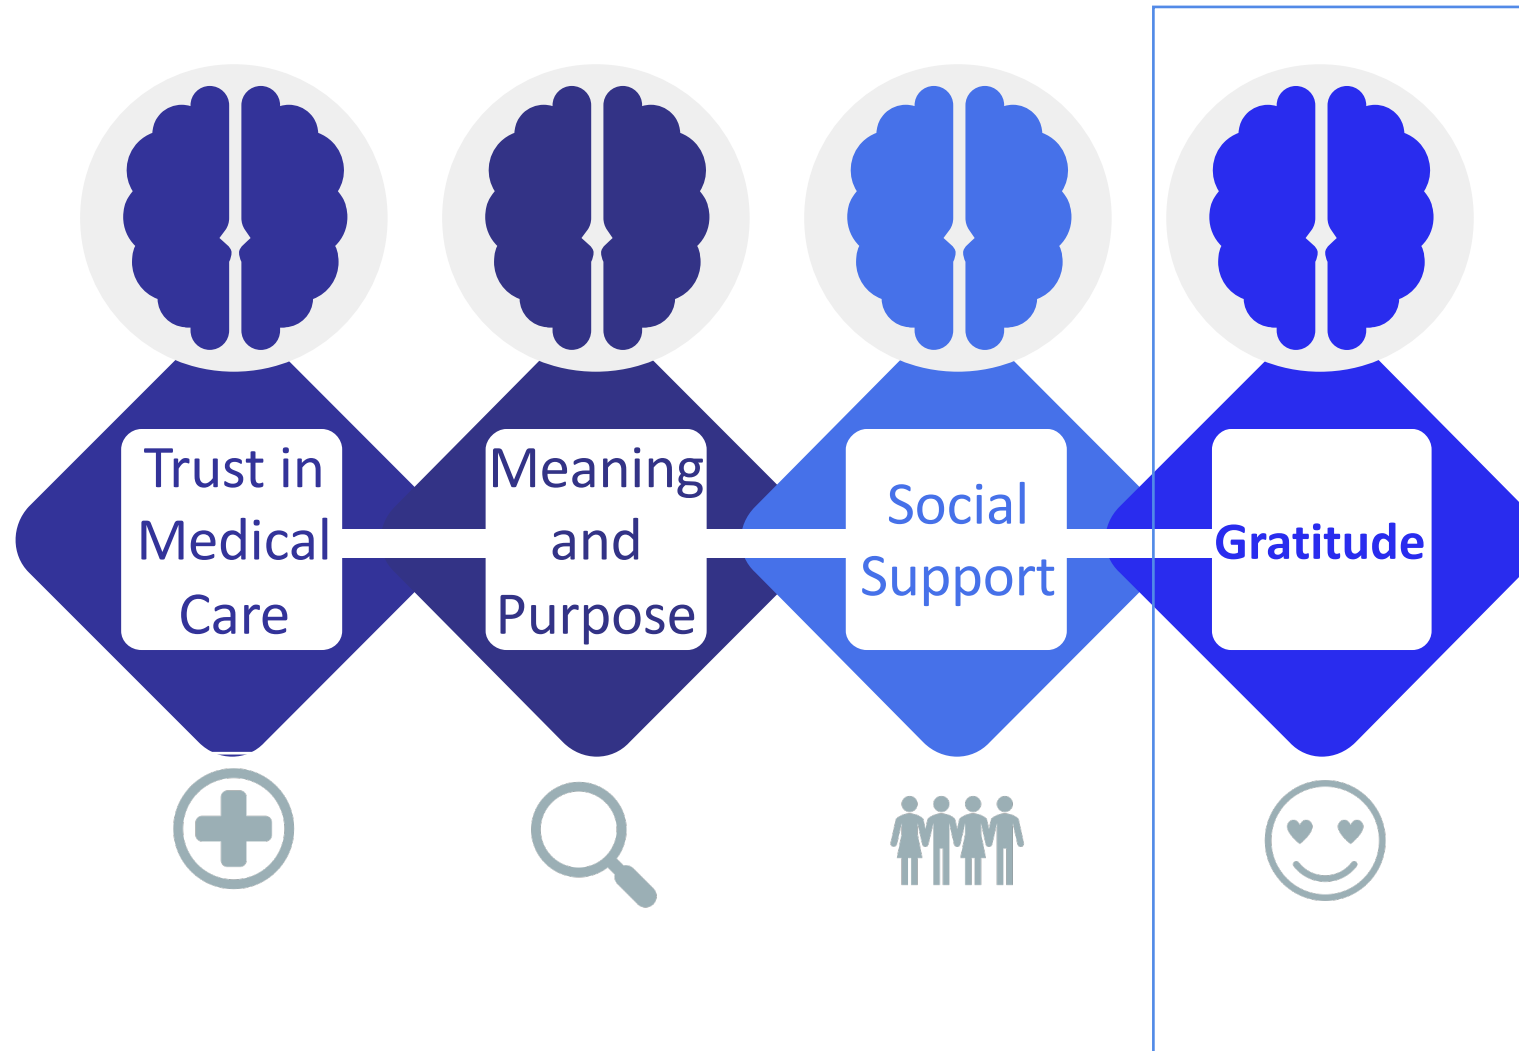 Trust in
Medical
Care
Meaning
and
Purpose
Social
Support
Gratitude